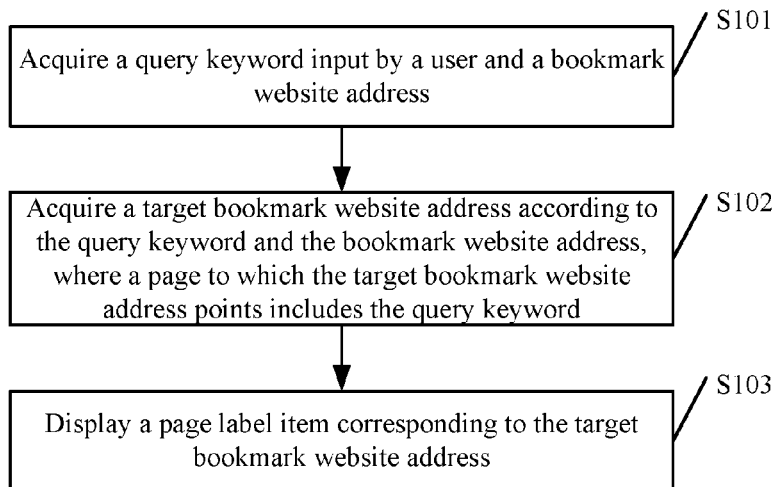 S101
Acquire a query keyword input by a user and a bookmark
website address
S102
Acquire a target bookmark website address according to
the query keyword and the bookmark website address,
where a page to which the target bookmark website
address points includes the query keyword
S103
Display a page label item corresponding to the target
bookmark website address